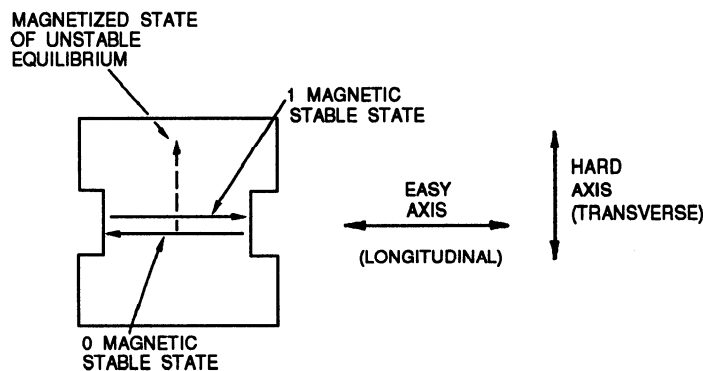 MAGNETIZED STATE
OF UNSTABLE
EQUILIBRIUM
1 MAGNETIC
STABLE STATE
EASY
AXIS
(LONGITUDINAL)
HARD
AXIS
(TRANSVERSE)
0 MAGNETIC
STABLE STATE